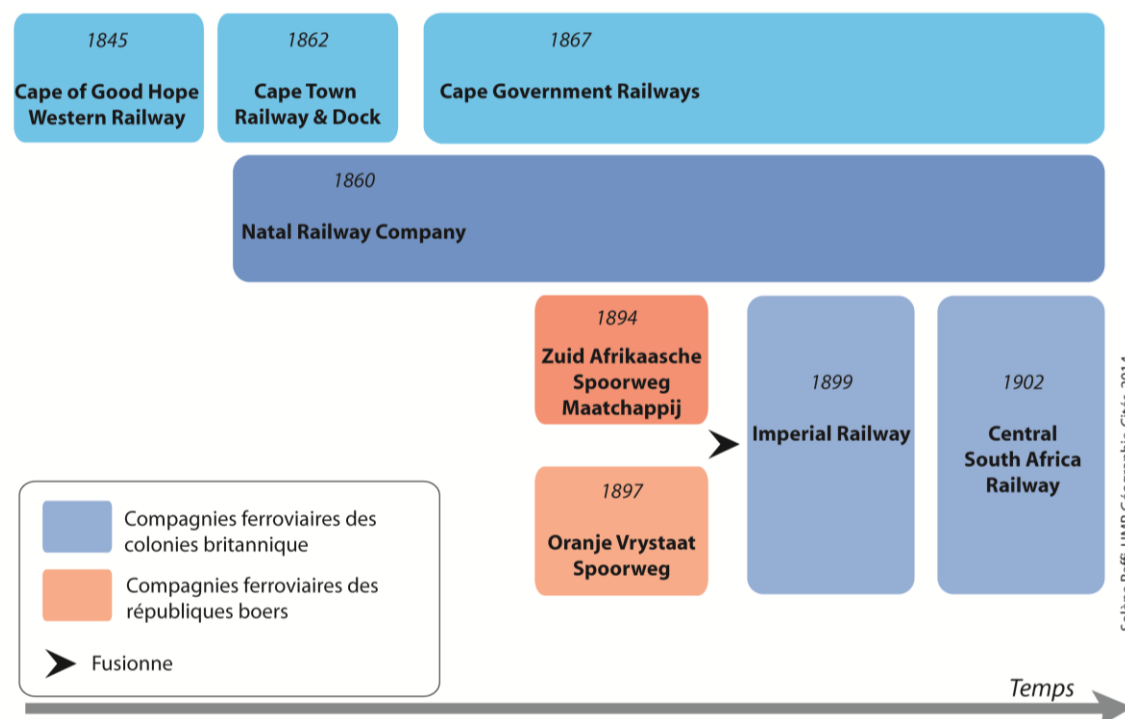 1845
Cape of Good Hope
Western Railway
1862
Cape Town
Railway & Dock
1867
Cape Government Railways
1860
Natal Railway Company
1894
Zuid Afrikaasche
Spoorweg
Maatchappij
1897
Oranje Vrystaat
Spoorweg
1899
Imperial Railway
1902
Central
South Africa
Railway
Compagnies ferroviaires des
colonies britannique
Compagnies ferroviaires des
républiques boers
Fusionne
Temps
2014